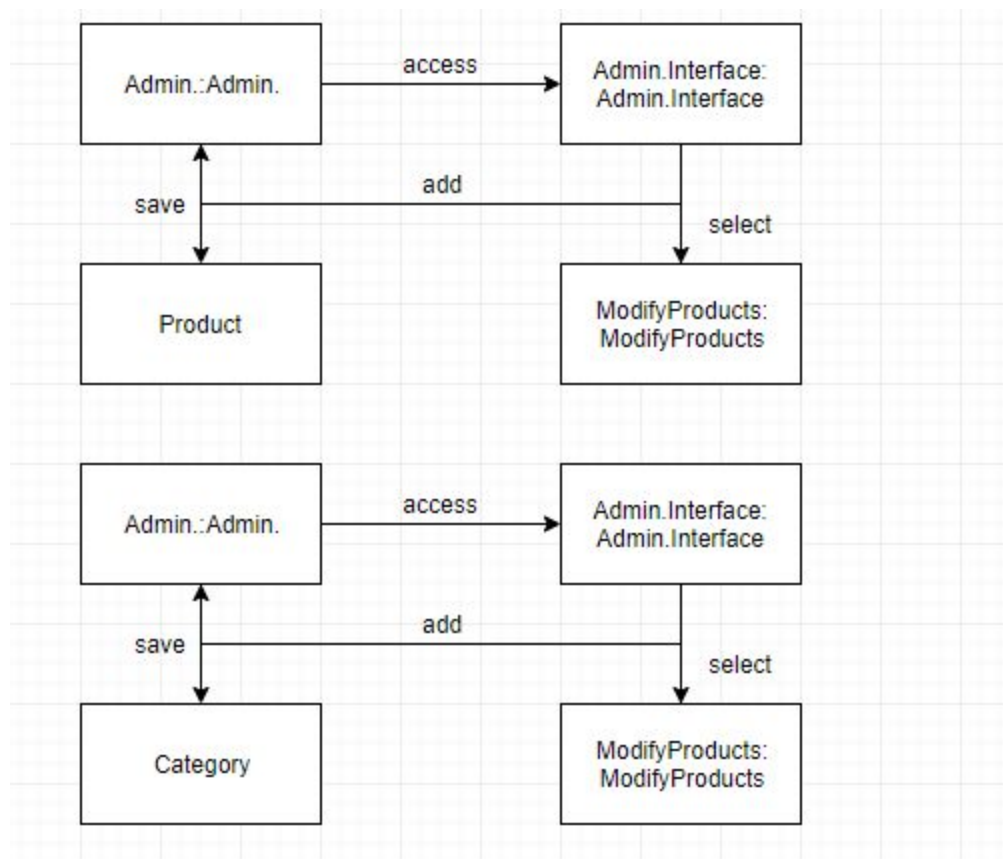 access
Admin.:Admin.
Admin.Interface:
Admin.Interface
add
save
select
Product
ModifyProducts:
ModifyProducts
access
Admin.:Admin.
Admin.Interface:
Admin.Interface
add
save
select
Category
ModifyProducts:
ModifyProducts